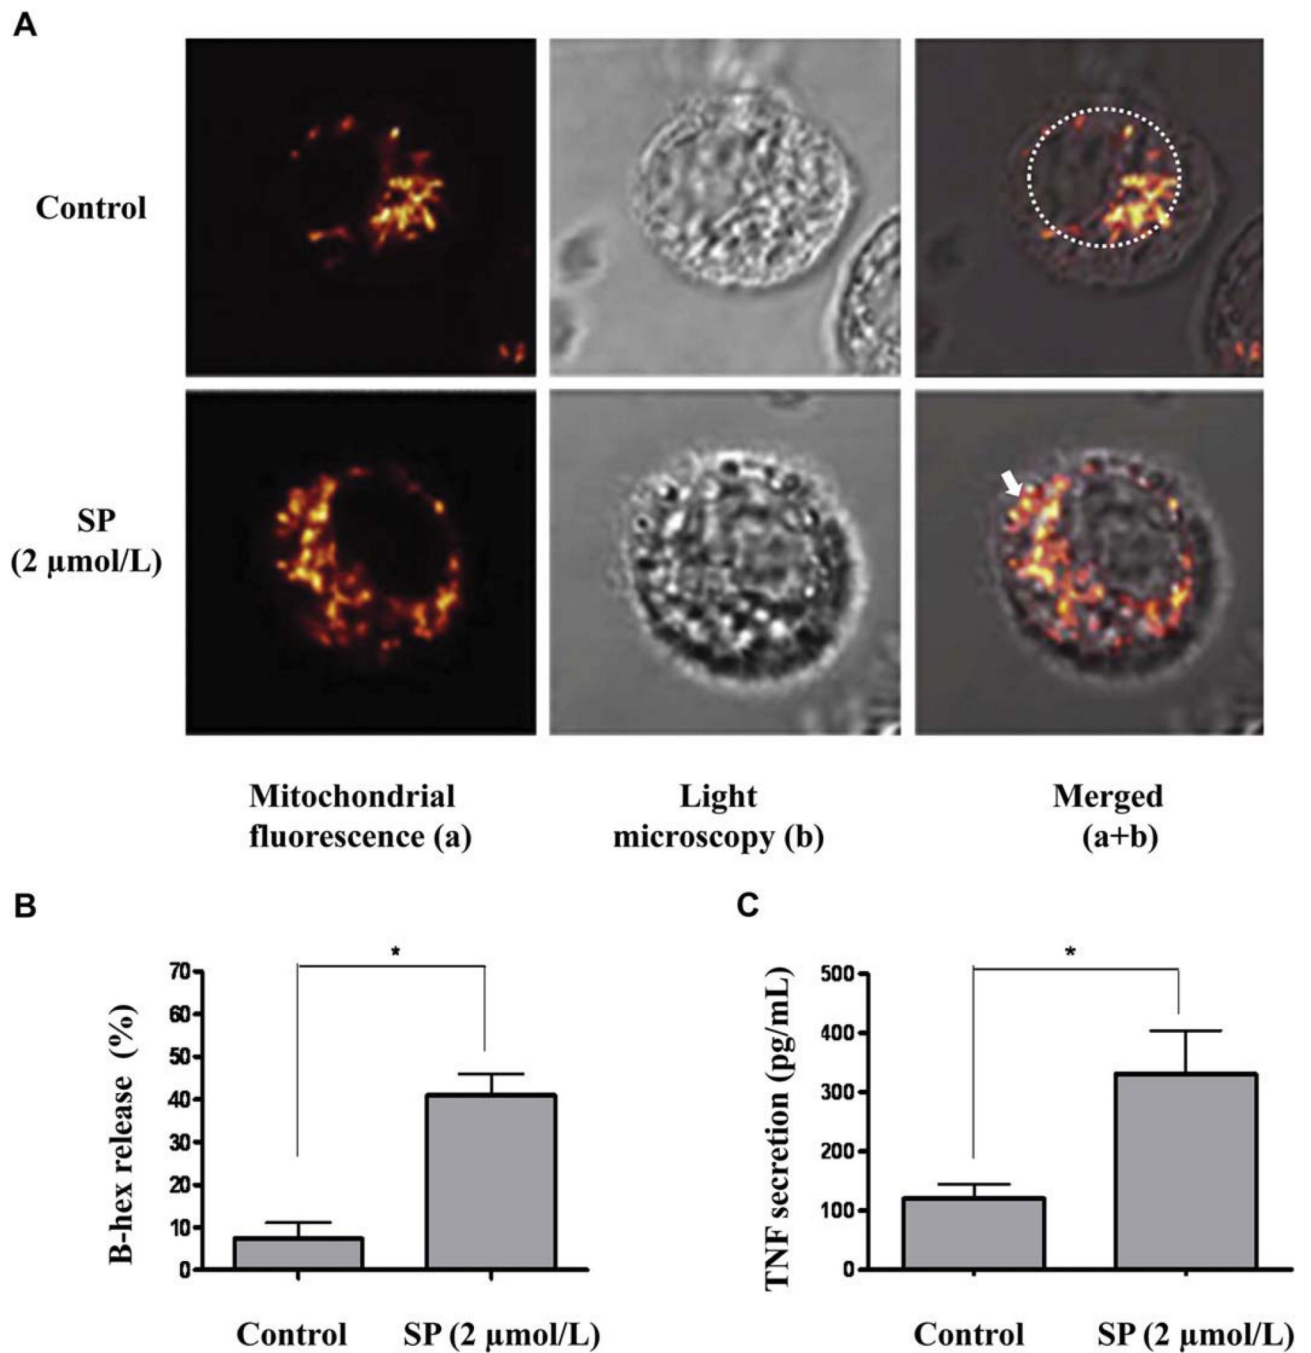 A
Control
SP
(2 µmol/L)
Mitochondrial
fluorescence (a)
Light
microscopy (b)
Merged
(a+b)
B
B-hex release (%)
*
70
60
50
40
30
20
10
0
Control
SP (2 µmol/L)
C
TNF secretion (pg/mL)
*
500
400
300
200
100
0
Control
SP (2 µmol/L)